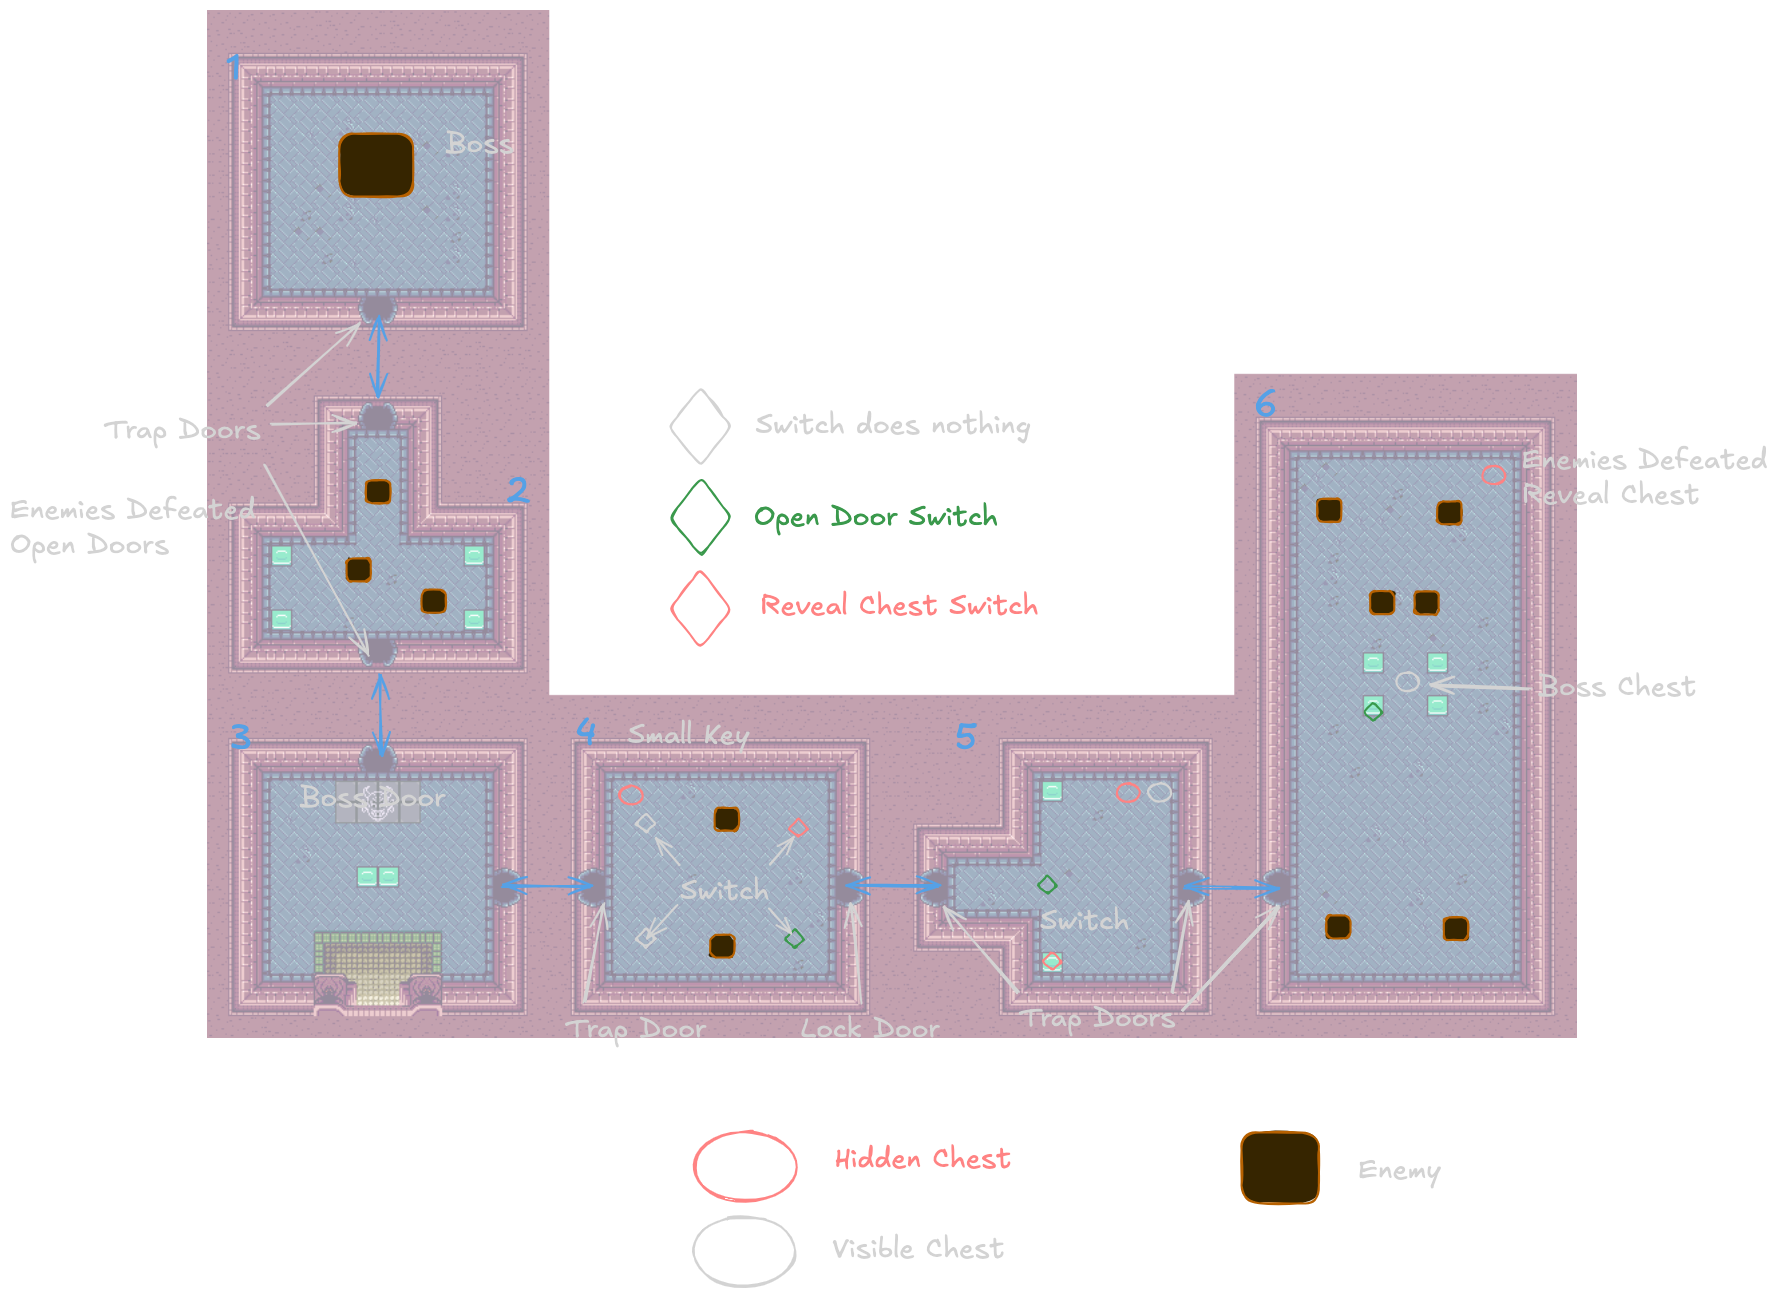 1
Boss
Trap Doors
Enemies Defeated
Open Doors
2
Switch does nothing
Open Door Switch
Reveal Chest Switch
6
Enemies Defeated
Reveal Chest
Boss Chest
3
Boss Door
4
Small Key
Switch
Trap Door
Lock Door
5
Switch
Trap Doors
Hidden Chest
Visible Chest
Enemy